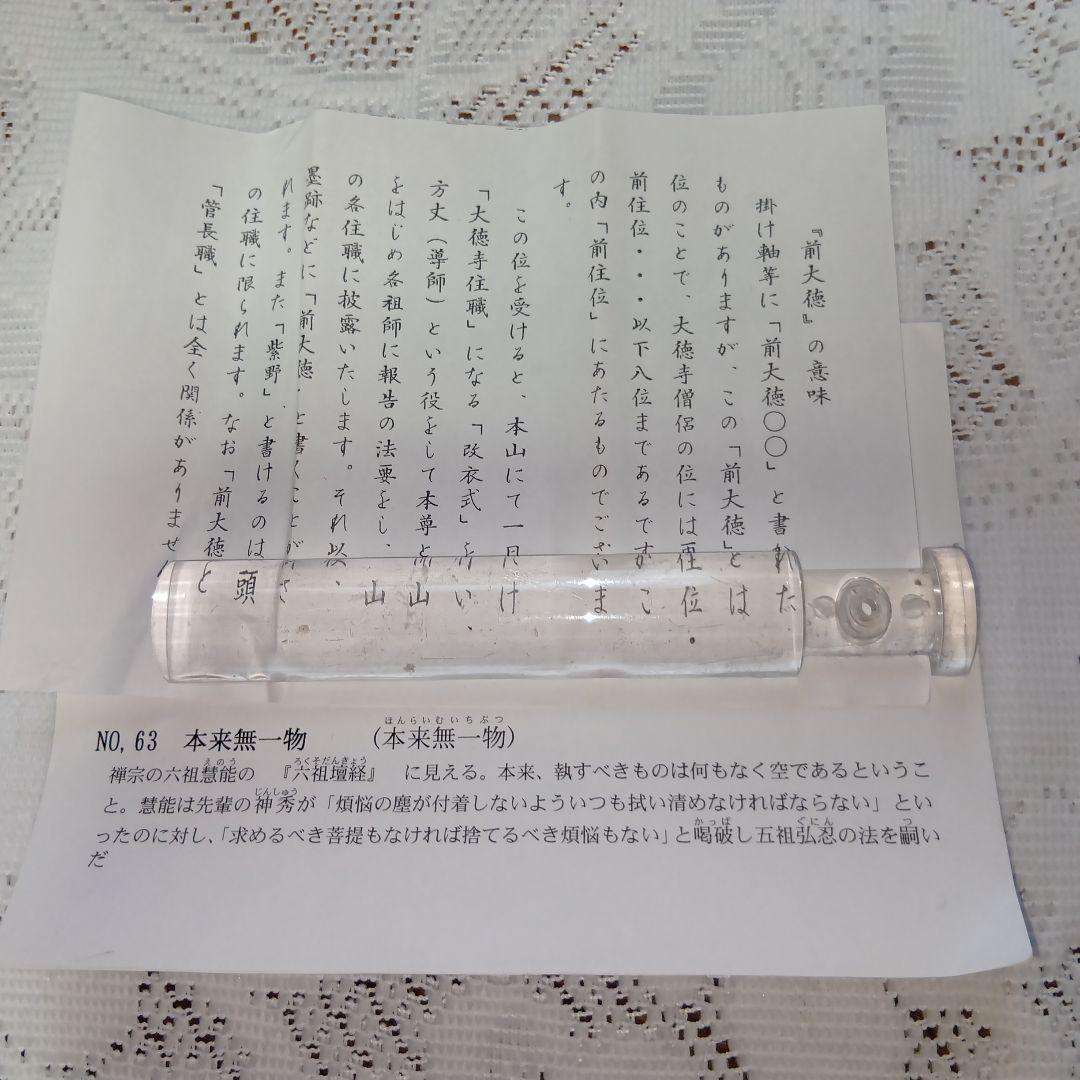 『前大徳』の意味
掛け軸等に「前大徳〇〇」と書れた
ものがありますが、この「前大徳」とは
位のことで、大徳寺僧侶の位には再住位・
前住位・・・以下八位まであるですがこ
の内「前住位」にあたるものでございま
す。
この位を受けると、本山にて一日だけ
「大徳寺住職」になる「改衣式」を行い、
方丈(導師)という役をして本尊と山
をはじめ各祖師に報告の法要をし、山
の各住職に披露いたします。それ以
墨跡などに「前大徳 と書くことが
れます。また「紫野」と書けるのは
の住職に限られます。なお「前大徳と
「管長職」とは全く関係がありませ
NO,63 本来無一物 (本来無一物)
ほんらいむいちぶつ
禅宗の六祖慧能の 『六祖壇経』 に見える。本来、執すべきものは何もなく空であるというこ
えのう ろくそだんきょう
と。慧能は先輩の神秀が「煩悩の塵が付着しないよういつも拭い清めなければならない」とい
じんしゅう
ったのに対し、「求めるべき菩提もなければ捨てるべき煩悩もない」と喝破し五祖弘忍の法を嗣い
かっぱ ぐにん つ
だ